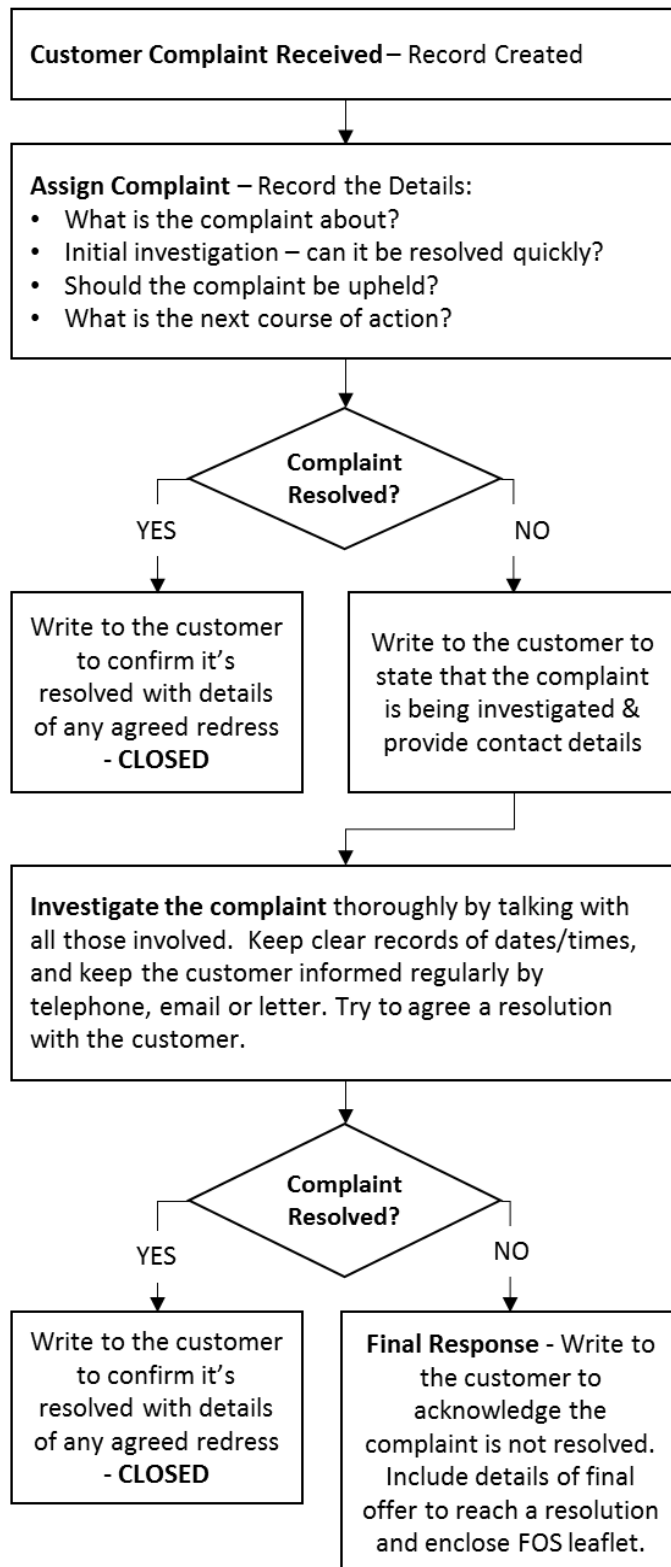 Customer Complaint Received – Record Created
Assign Complaint – Record the Details:
• What is the complaint about?
• Initial investigation – can it be resolved quickly?
• Should the complaint be upheld?
• What is the next course of action?
Complaint
Resolved?
YES
NO
Write to the customer
to confirm it's
resolved with details
of any agreed redress
- CLOSED
Write to the customer to
state that the complaint
is being investigated &
provide contact details
Investigate the complaint thoroughly by talking with
all those involved.  Keep clear records of dates/times,
and keep the customer informed regularly by
telephone, email or letter. Try to agree a resolution
with the customer.
Complaint
Resolved?
YES
NO
Write to the customer
to confirm it's
resolved with details
of any agreed redress
- CLOSED
Final Response - Write to
the customer to
acknowledge the
complaint is not resolved.
Include details of final
offer to reach a resolution
and enclose FOS leaflet.